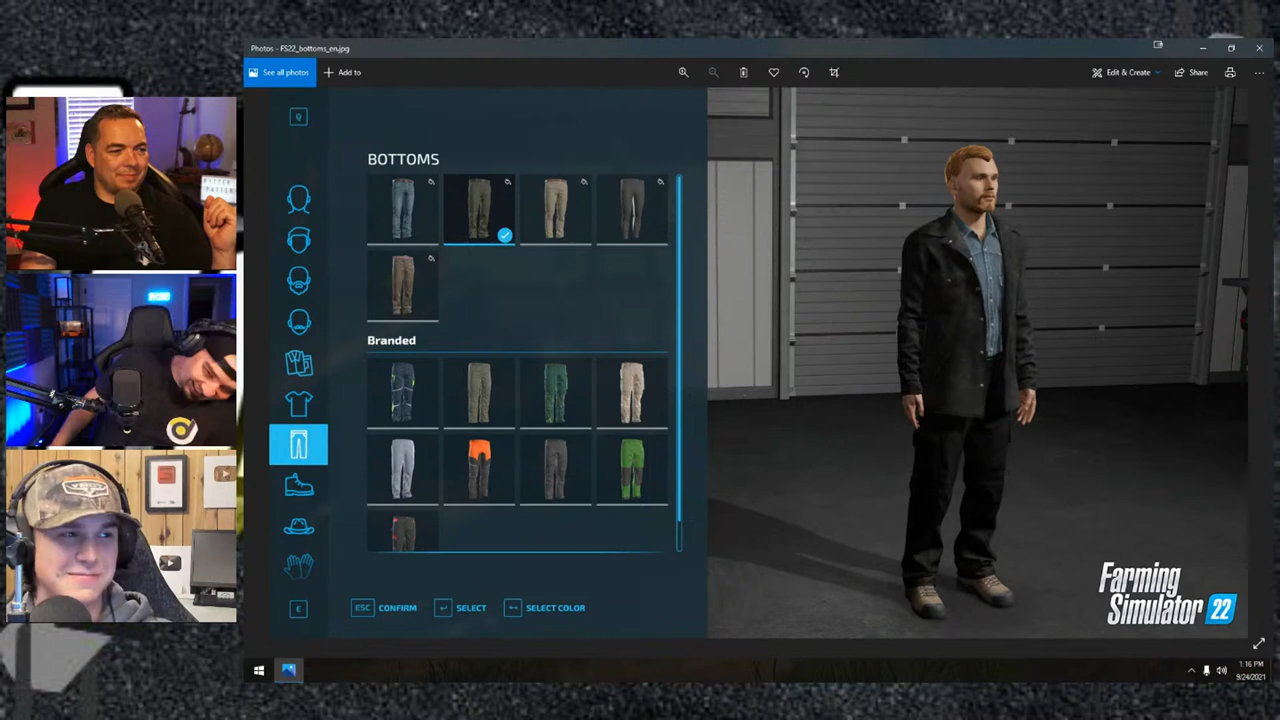 Photos - FS22_bottoms_en.jpg
See all photos
Add to
Edit & Create
Share
Q
BOTTOMS
Branded
E
ESC CONFIRM
SELECT
SELECT COLOR
Farming
Simulator 22
1:16 PM
9/24/2021